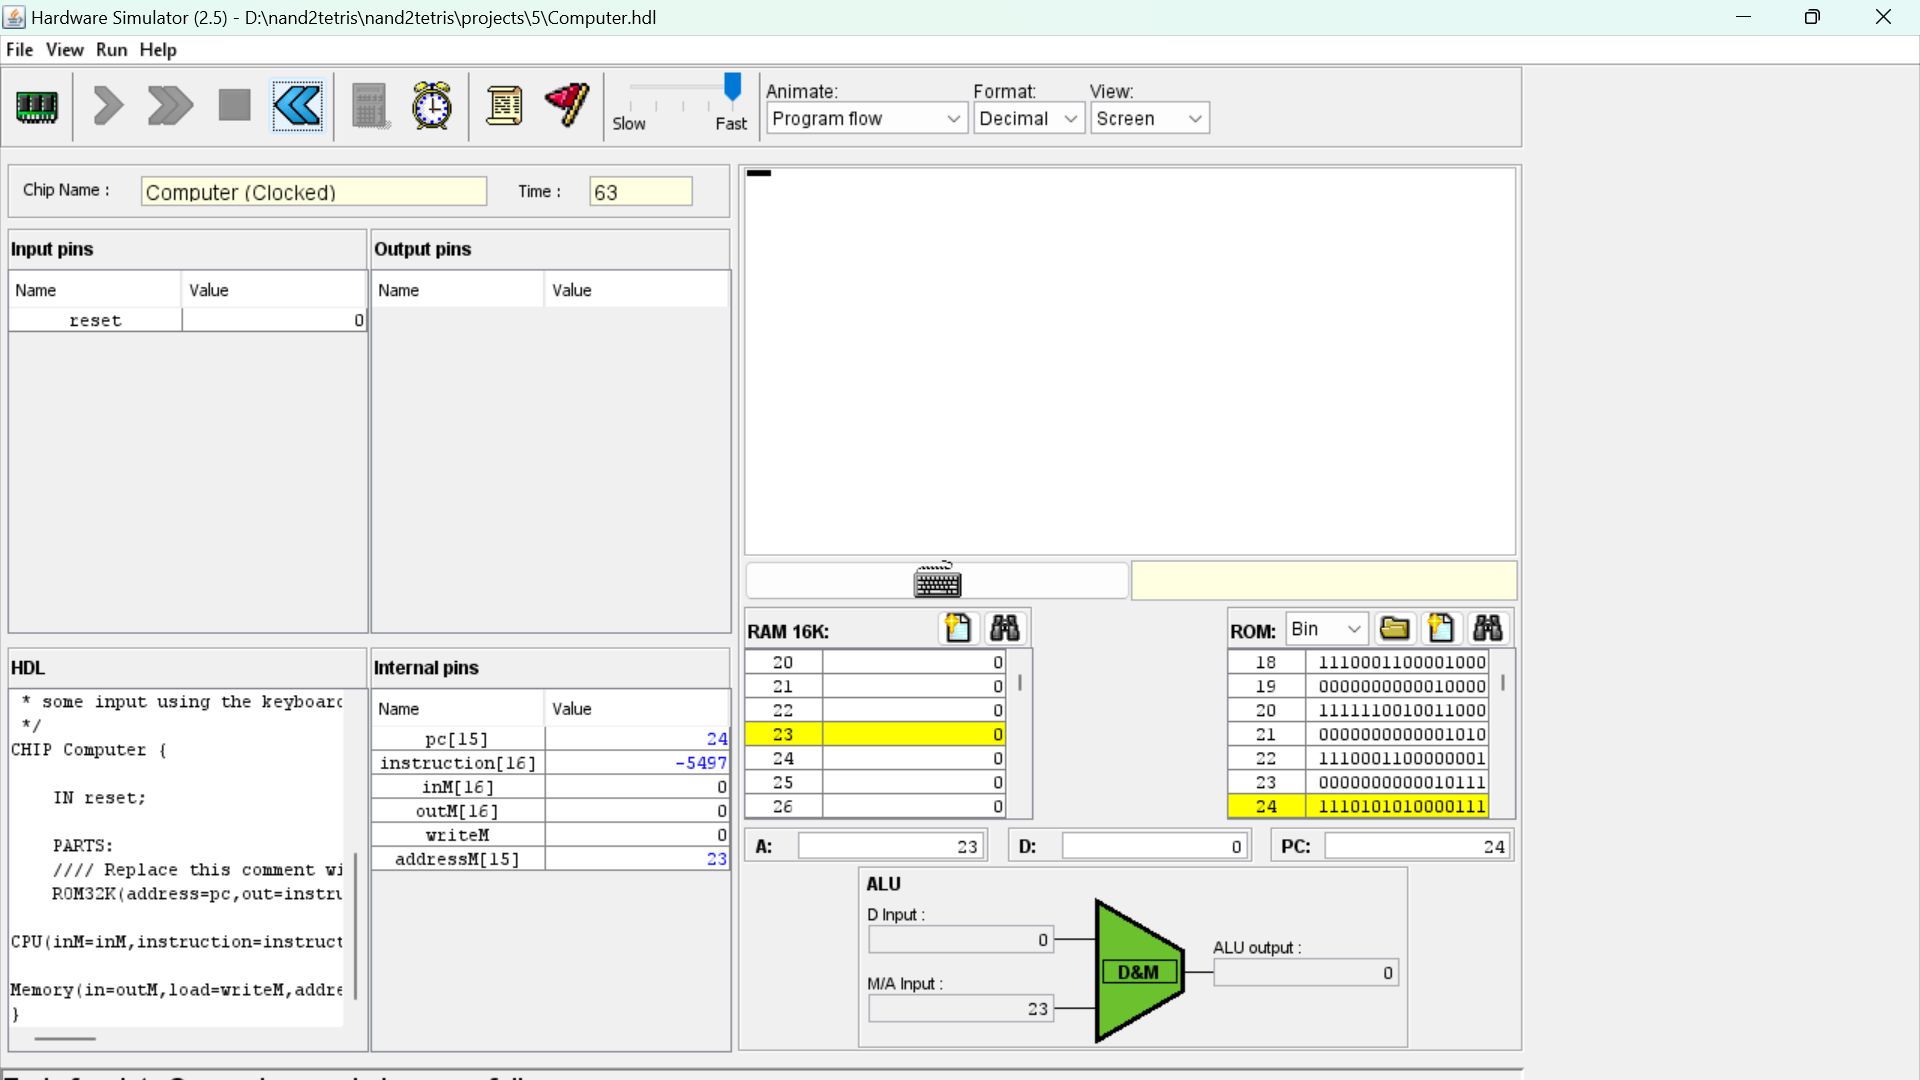 Hardware Simulator (2.5) - D:\nand2tetris\nand2tetris\projects\5\Computer.hdl
File View Run Help
Slow Fast
Animate: Format: View:
Program flow Decimal Screen
Chip Name : Computer (Clocked) Time : 63
Input pins
Name Value
reset 0
Output pins
Name Value
HDL
* some input using the keyboard
*/
CHIP Computer {
IN reset;
PARTS:
//// Replace this comment wi
ROM32K(address=pc,out=instru
CPU(inM=inM,instruction=instruct
Memory(in=outM,load=writeM,addre
}
Internal pins
Name Value
pc[15] 24
instruction[16] -5497
inM[16] 0
outM[16] 0
writeM 0
addressM[15] 23
RAM 16K:
20 0
21 0
22 0
23 0
24 0
25 0
26 0
ROM: Bin
18 1110001100001000
19 0000000000010000
20 1111110010011000
21 0000000000001010
22 1110001100000001
23 0000000000010111
24 1110101010000111
A: 23 D: 0 PC: 24
ALU
D Input :
0
M/A Input :
23
D&M
ALU output :
0